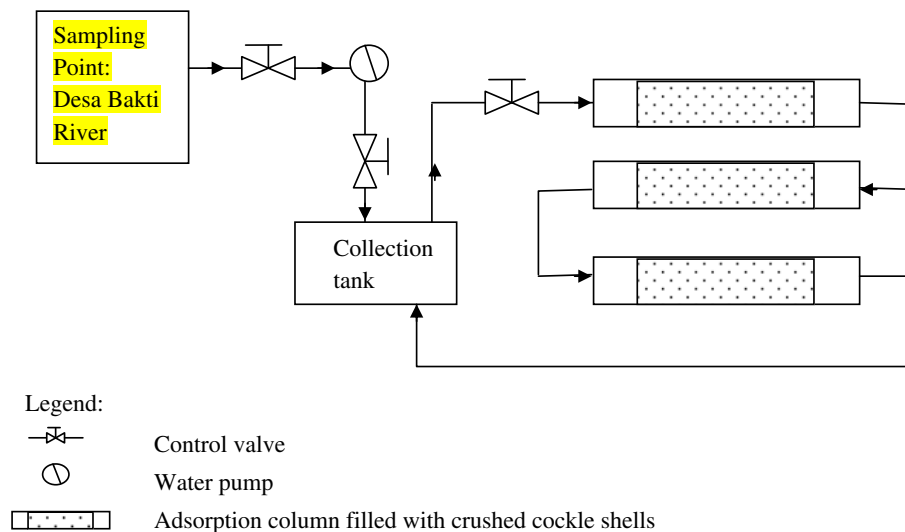 Sampling
Point:
Desa Bakti
River
Collection
tank
Legend:
Control valve
Water pump
Adsorption column filled with crushed cockle shells